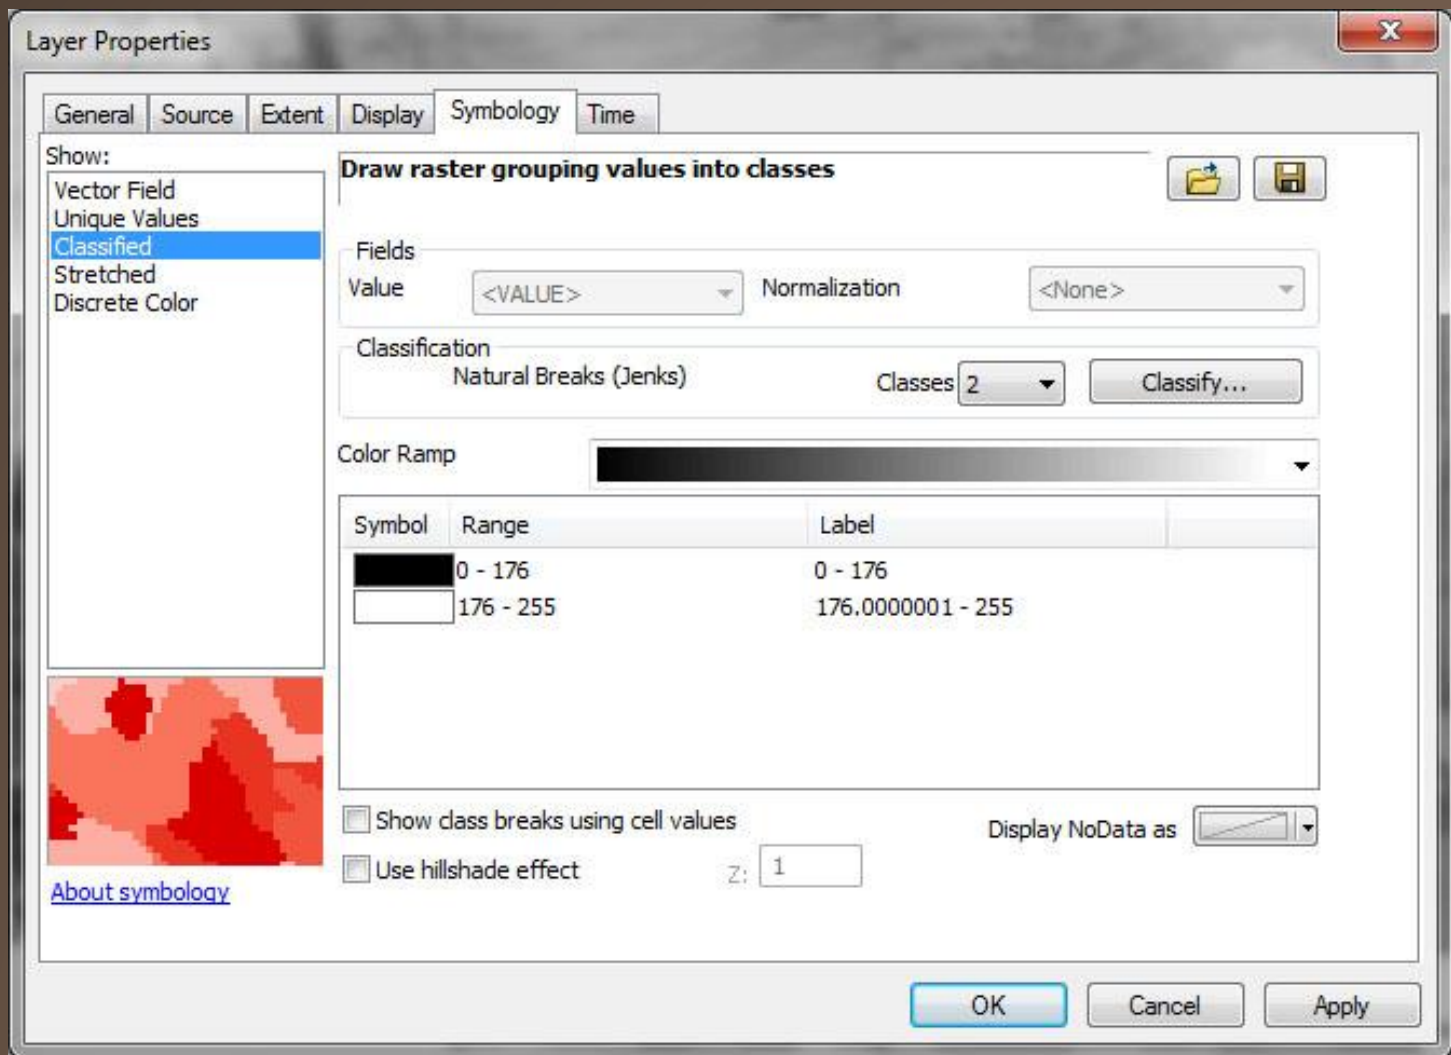 Layer Properties
General Source Extent Display Symbology Time
Show:
Vector Field
Unique Values
Classified
Stretched
Discrete Color
About symbology
Draw raster grouping values into classes
Fields
Value <VALUE> Normalization <None>
Classification
Natural Breaks (Jenks) Classes 2 Classify...
Color Ramp
Symbol Range Label
0 - 176 0 - 176
176 - 255 176.0000001 - 255
Show class breaks using cell values Display NoData as
Use hillshade effect Z: 1
OK Cancel Apply